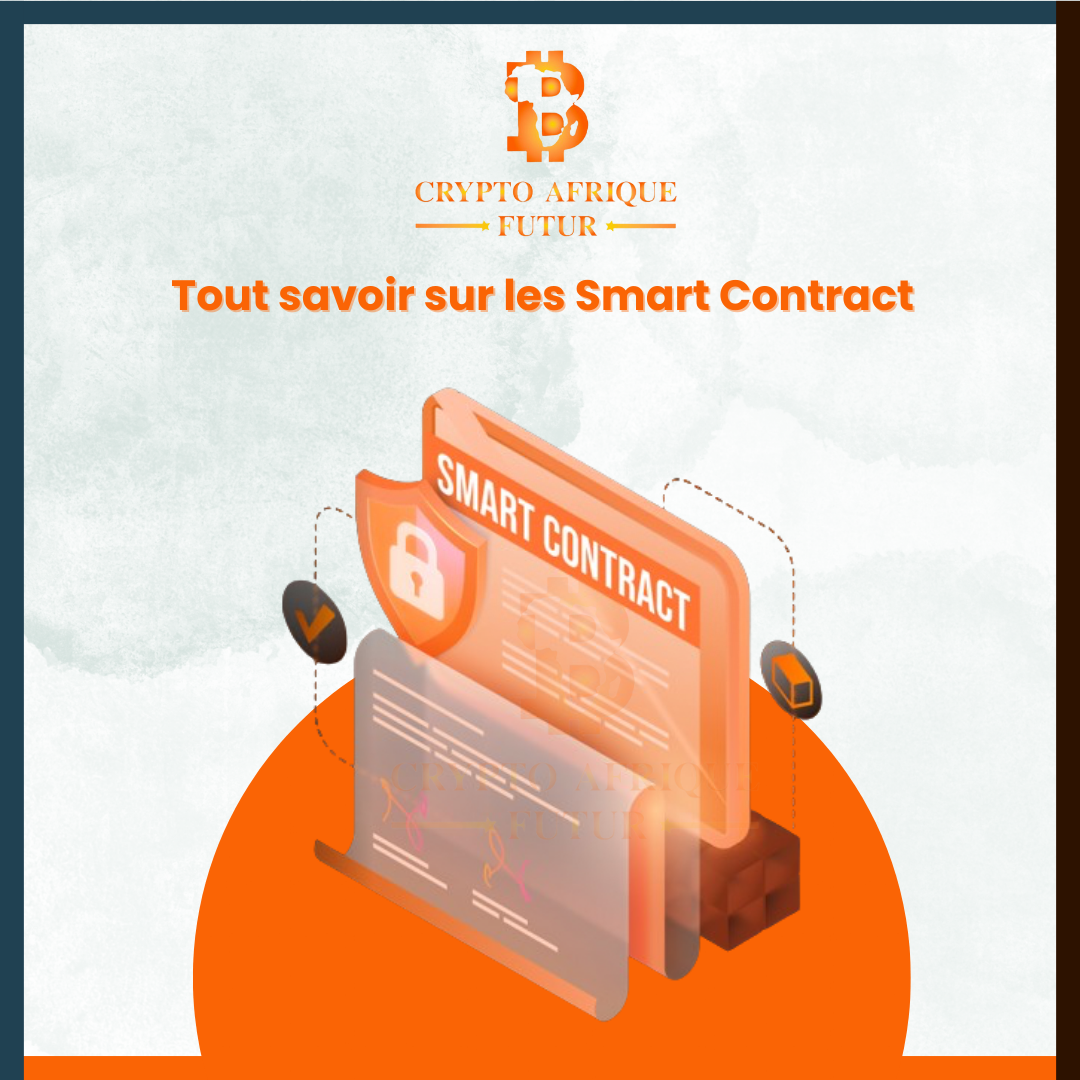 CRYPTO AFRIQUE
FUTUR
Tout savoir sur les Smart Contract
SMART CONTRACT
CRYPTO AFRIQUE
FUTUR